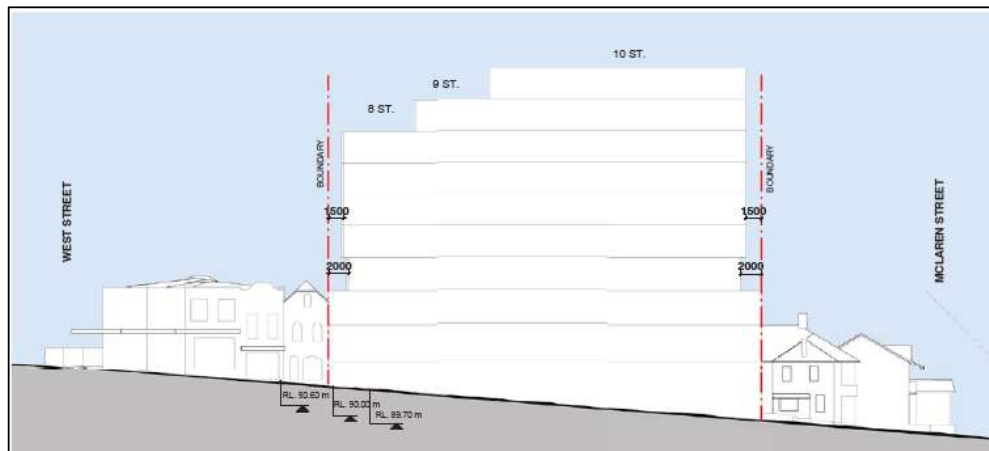 10 ST.
9 ST.
8 ST.
BOUNDARY
BOUNDARY
WEST STREET
MCLAREN STREET
1500
1500
2000
2000
RL. 90.60 m
RL. 90.00 m
RL. 89.70 m